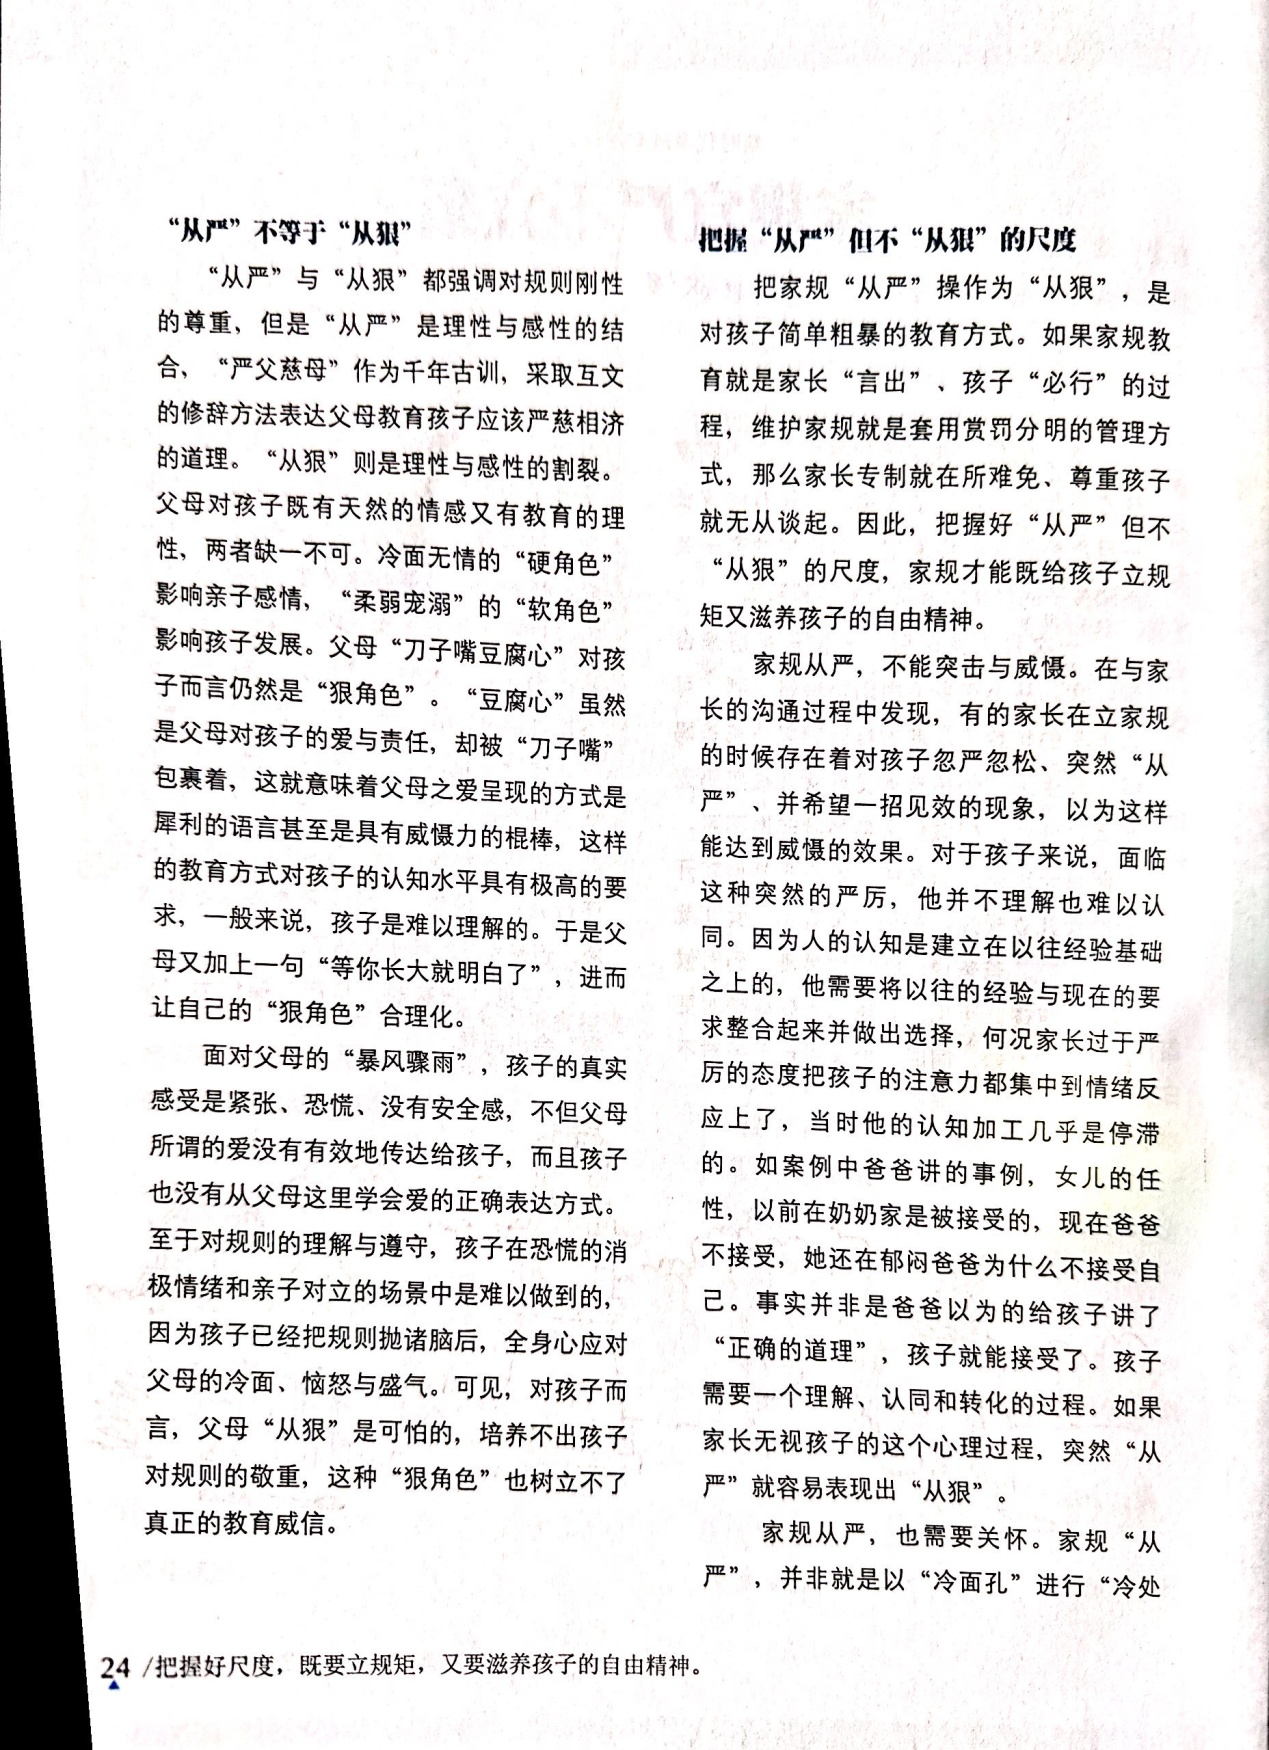 “从严”不等于“从狠”
“从严”与“从狠”都强调对规则刚性
的尊重，但是“从严”是理性与感性的结
合，“严父慈母”作为千年古训，采取互文
的修辞方法表达父母教育孩子应该严慈相济
的道理。“从狠”则是理性与感性的割裂。
父母对孩子既有天然的情感又有教育的理
性，两者缺一不可。冷面无情的“硬角色”
影响亲子感情，“柔弱宠溺”的“软角色”
影响孩子发展。父母“刀子嘴豆腐心”对孩
子而言仍然是“狠角色”。“豆腐心”虽然
是父母对孩子的爱与责任，却被“刀子嘴”
包裹着，这就意味着父母之爱呈现的方式是
犀利的语言甚至是具有威慑力的棍棒，这样
的教育方式对孩子的认知水平具有极高的要
求，一般来说，孩子是难以理解的。于是父
母又加上一句“等你长大就明白了”，进而
让自己的“狠角色”合理化。
面对父母的“暴风骤雨”，孩子的真实
感受是紧张、恐慌、没有安全感，不但父母
所谓的爱没有有效地传达给孩子，而且孩子
也没有从父母这里学会爱的正确表达方式。
至于对规则的理解与遵守，孩子在恐慌的消
极情绪和亲子对立的场景中是难以做到的，
因为孩子已经把规则抛诸脑后，全身心应对
父母的冷面、恼怒与盛气。可见，对孩子而
言，父母“从狠”是可怕的，培养不出孩子
对规则的敬重，这种“狠角色”也树立不了
真正的教育威信。
把握“从严”但不“从狠”的尺度
把家规“从严”操作为“从狠”，是
对孩子简单粗暴的教育方式。如果家规教
育就是家长“言出”、孩子“必行”的过
程，维护家规就是套用赏罚分明的管理方
式，那么家长专制就在所难免、尊重孩子
就无从谈起。因此，把握好“从严”但不
“从狠”的尺度，家规才能既给孩子立规
矩又滋养孩子的自由精神。
家规从严，不能突击与威慑。在与家
长的沟通过程中发现，有的家长在立家规
的时候存在着对孩子忽严忽松、突然“从
严”、并希望一招见效的现象，以为这样
能达到威慑的效果。对于孩子来说，面临
这种突然的严厉，他并不理解也难以认
同。因为人的认知是建立在以往经验基础
之上的，他需要将以往的经验与现在的要
求整合起来并做出选择，何况家长过于严
厉的态度把孩子的注意力都集中到情绪反
应上了，当时他的认知加工几乎是停滞
的。如案例中爸爸讲的事例，女儿的任
性，以前在奶奶家是被接受的，现在爸爸
不接受，她还在郁闷爸爸为什么不接受自
己。事实并非是爸爸以为的给孩子讲了
“正确的道理”，孩子就能接受了。孩子
需要一个理解、认同和转化的过程。如果
家长无视孩子的这个心理过程，突然“从
严”就容易表现出“从狠”。
家规从严，也需要关怀。家规“从
严”，并非就是以“冷面孔”进行“冷处
24 /把握好尺度，既要立规矩，又要滋养孩子的自由精神。